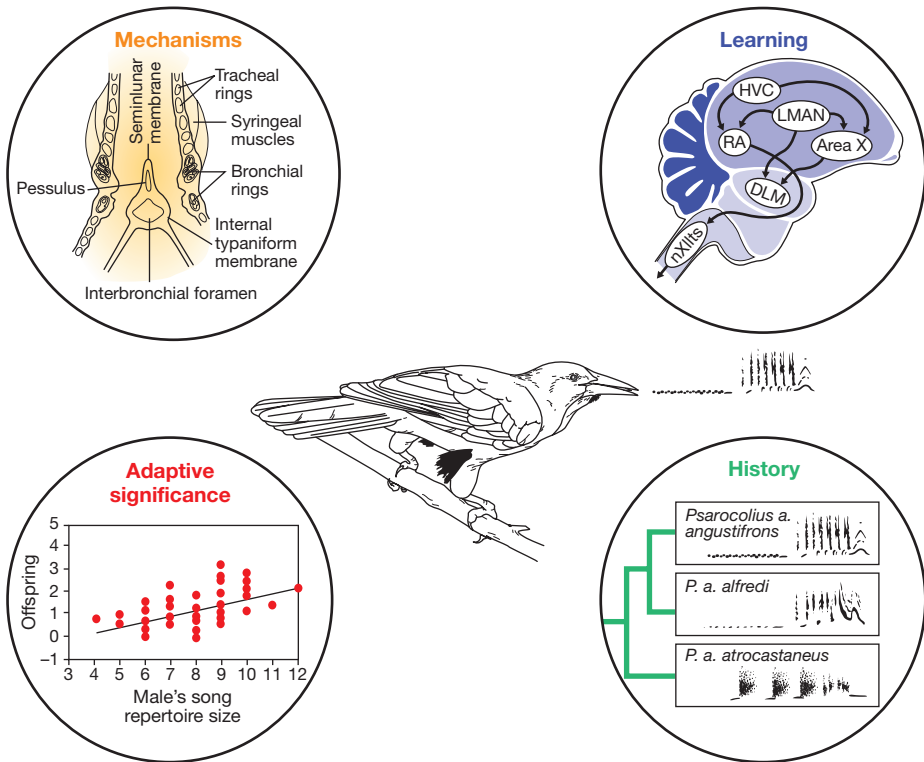 Mechanisms
Seminlunar
membrane
Tracheal
rings
Syringeal
muscles
Bronchial
rings
Pessulus
Internal
typaniform
membrane
Interbronchial foramen
Learning
HVC
LMAN
RA
Area X
DLM
nXIIts
Adaptive
significance
Offspring
5
4
3
2
1
0
–1
3 4 5 6 7 8 9 10 11 12
Male's song
repertoire size
History
Psarocolius a.
angustifrons
P. a. alfredi
P. a. atrocastaneus